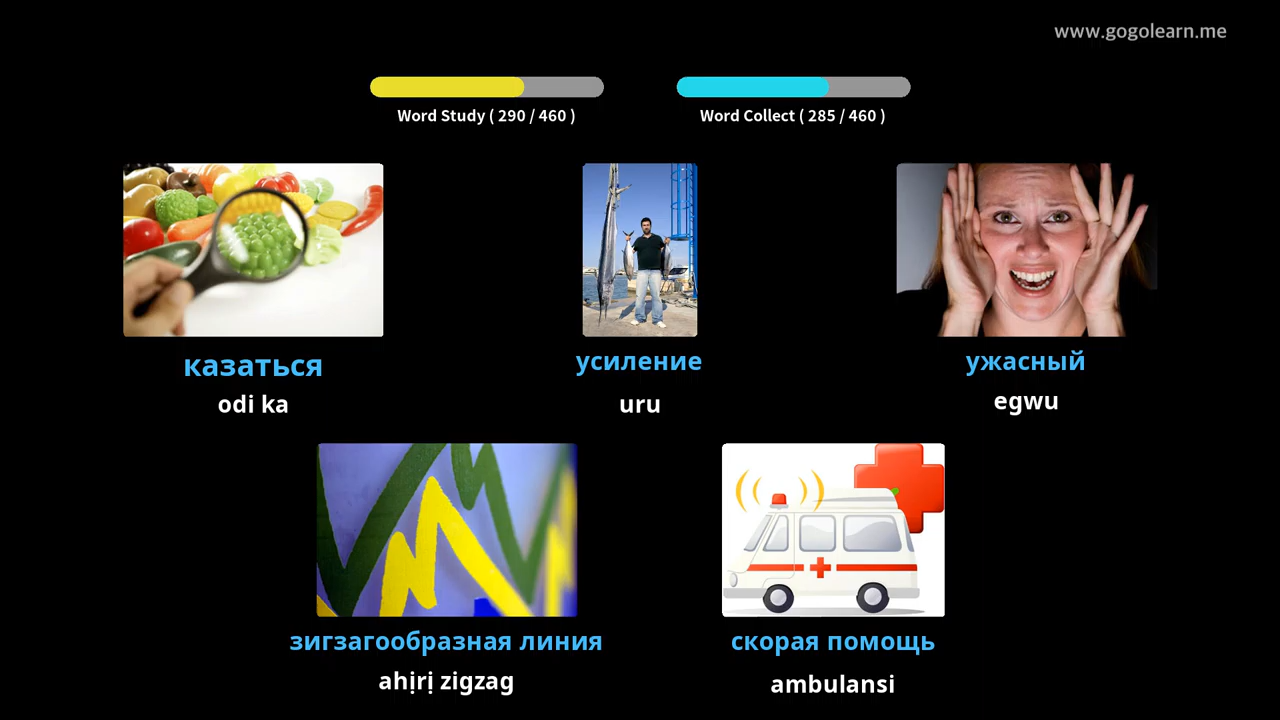 www.gogolearn.me
Word Study ( 290 / 460 )
Word Collect ( 285 / 460 )
казаться
odi ka
усиление
uru
ужасный
egwu
зигзагообразная линия
ahịrị zigzag
скорая помощь
ambulansi